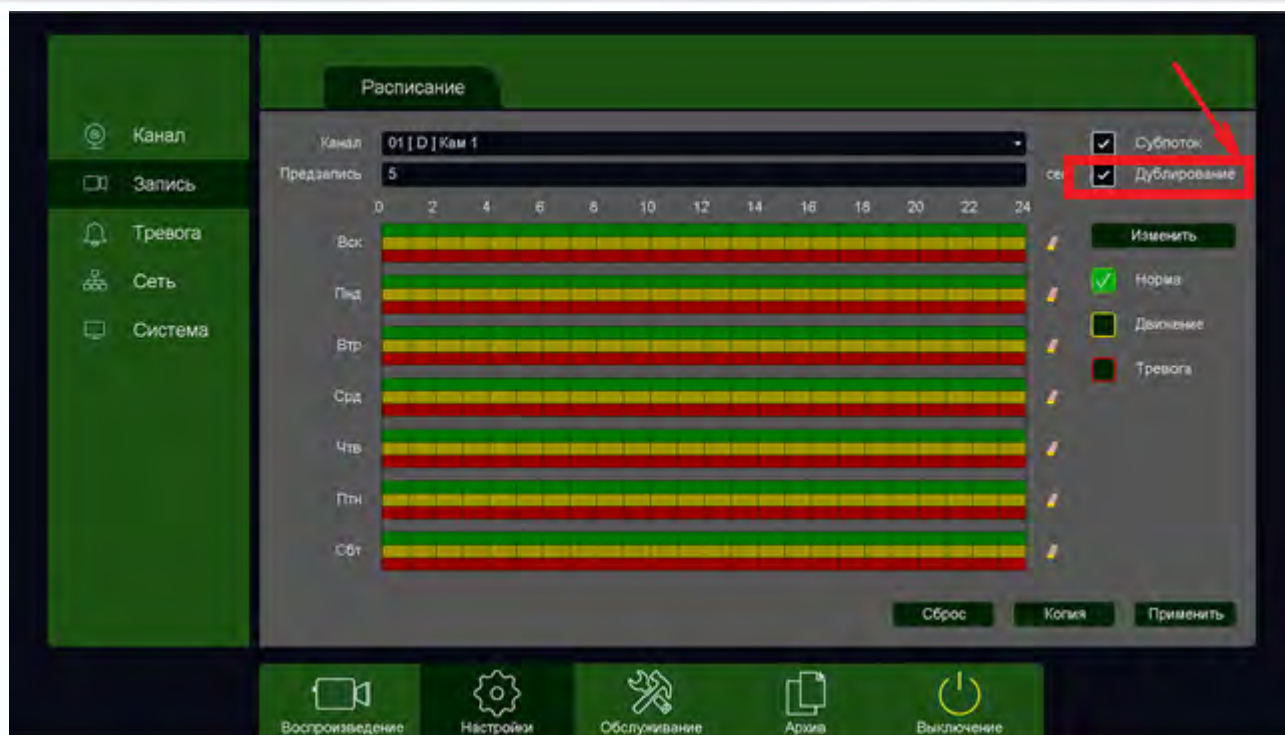 Расписание
Канал
Запись
Тревога
Сеть
Система
Канал 01 [ D ] Кам 1 Субпоток
Предзапись 5 сек Дублирование
0 2 4 6 8 10 12 14 16 18 20 22 24
Вск Изменить
Пнд Норма
Втр Движение
Срд Тревога
Чтв
Птн
Сбт
Сброс Копия Применить
Воспроизведение Настройки Обслуживание Архив Выключение